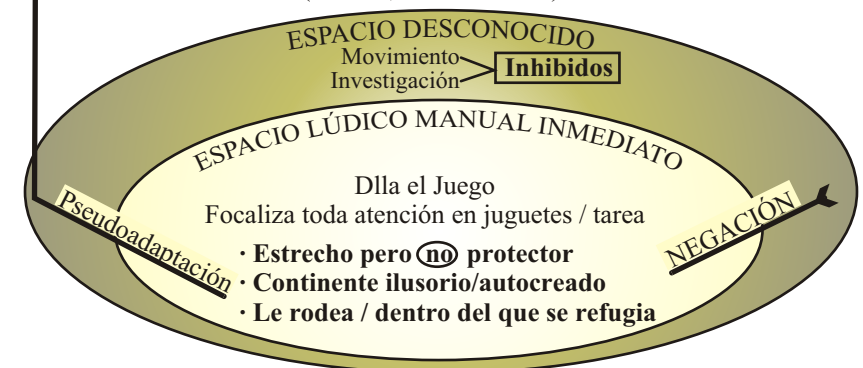 ESPACIO DESCONOCIDO
Movimiento
Investigación
Inhibidos
ESPACIO LÚDICO MANUAL INMEDIATO
Dlla el Juego
Focaliza toda atención en juguetes / tarea
Pseudoadaptación
NEGACIÓN
· Estrecho pero no protector
· Continente ilusorio/autocreado
· Le rodea / dentro del que se refugia